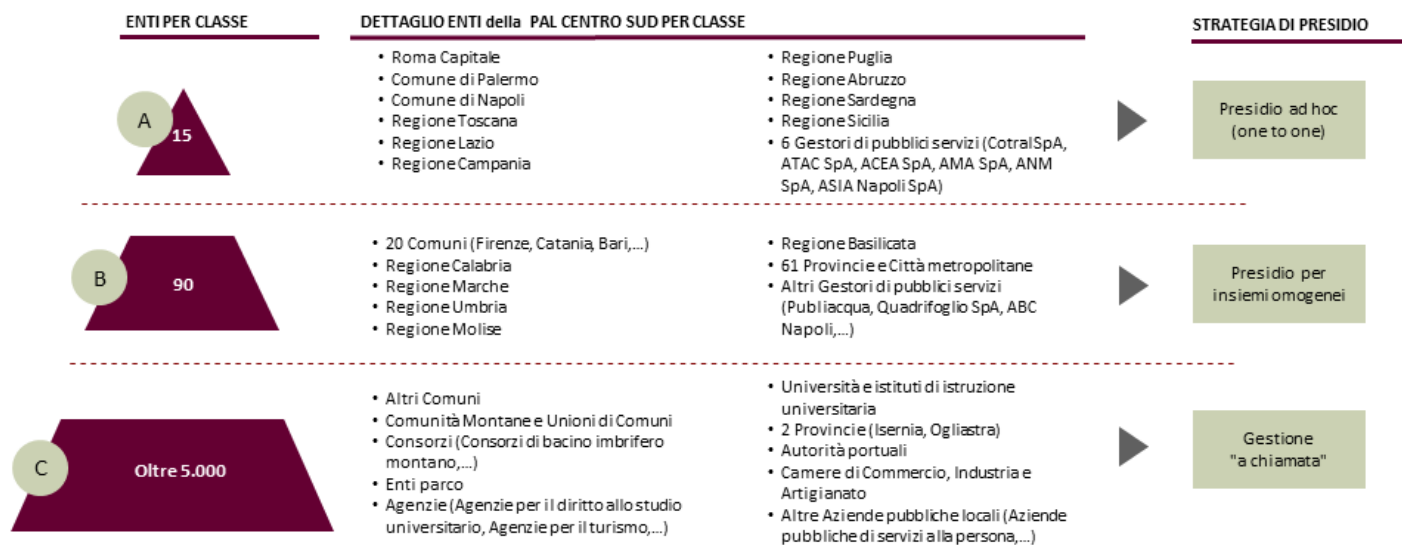 ENTI PER CLASSE
DETTAGLIO ENTI della PAL CENTRO SUD PER CLASSE
STRATEGIA DI PRESIDIO
A
15
• Roma Capitale
• Comune di Palermo
• Comune di Napoli
• Regione Toscana
• Regione Lazio
• Regione Campania
• Regione Puglia
• Regione Abruzzo
• Regione Sardegna
• Regione Sicilia
• 6 Gestori di pubblici servizi (Cotral SpA,
ATAC SpA, ACEA SpA, AMA SpA, ANM
SpA, ASIA Napoli SpA)
Presidio ad hoc
(one to one)
B
90
• 20 Comuni (Firenze, Catania, Bari,...)
• Regione Calabria
• Regione Marche
• Regione Umbria
• Regione Molise
• Regione Basilicata
• 61 Provincie e Città metropolitane
• Altri Gestori di pubblici servizi
(Publiacqua, Quadrifoglio SpA, ABC
Napoli,...)
Presidio per
insiemi omogenei
C
Oltre 5.000
• Altri Comuni
• Comunità Montane e Unioni di Comuni
• Consorzi (Consorzi di bacino imbrifero
montano,...)
• Enti parco
• Agenzie (Agenzie per il diritto allo studio
universitario, Agenzie per il turismo,...)
• Università e istituti di istruzione
universitaria
• 2 Provincie (Isernia, Ogliastra)
• Autorità portuali
• Camere di Commercio, Industria e
Artigianato
• Altre Aziende pubbliche locali (Aziende
pubbliche di servizi alla persona,...)
Gestione
"a chiamata"